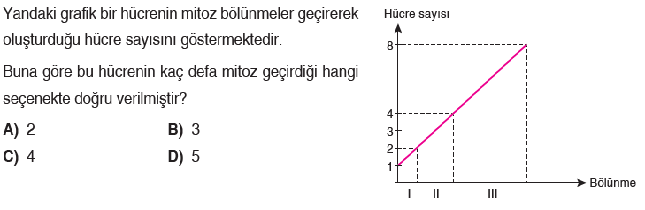 Yandaki grafik bir hücrenin mitoz bölünmeler geçirerek
oluşturduğu hücre sayısını göstermektedir.
Buna göre bu hücrenin kaç defa mitoz geçirdiği hangi
seçenekte doğru verilmiştir?
A) 2
B) 3
C) 4
D) 5
Hücre sayısı
8
4
3
2
1
I II III
Bölünme